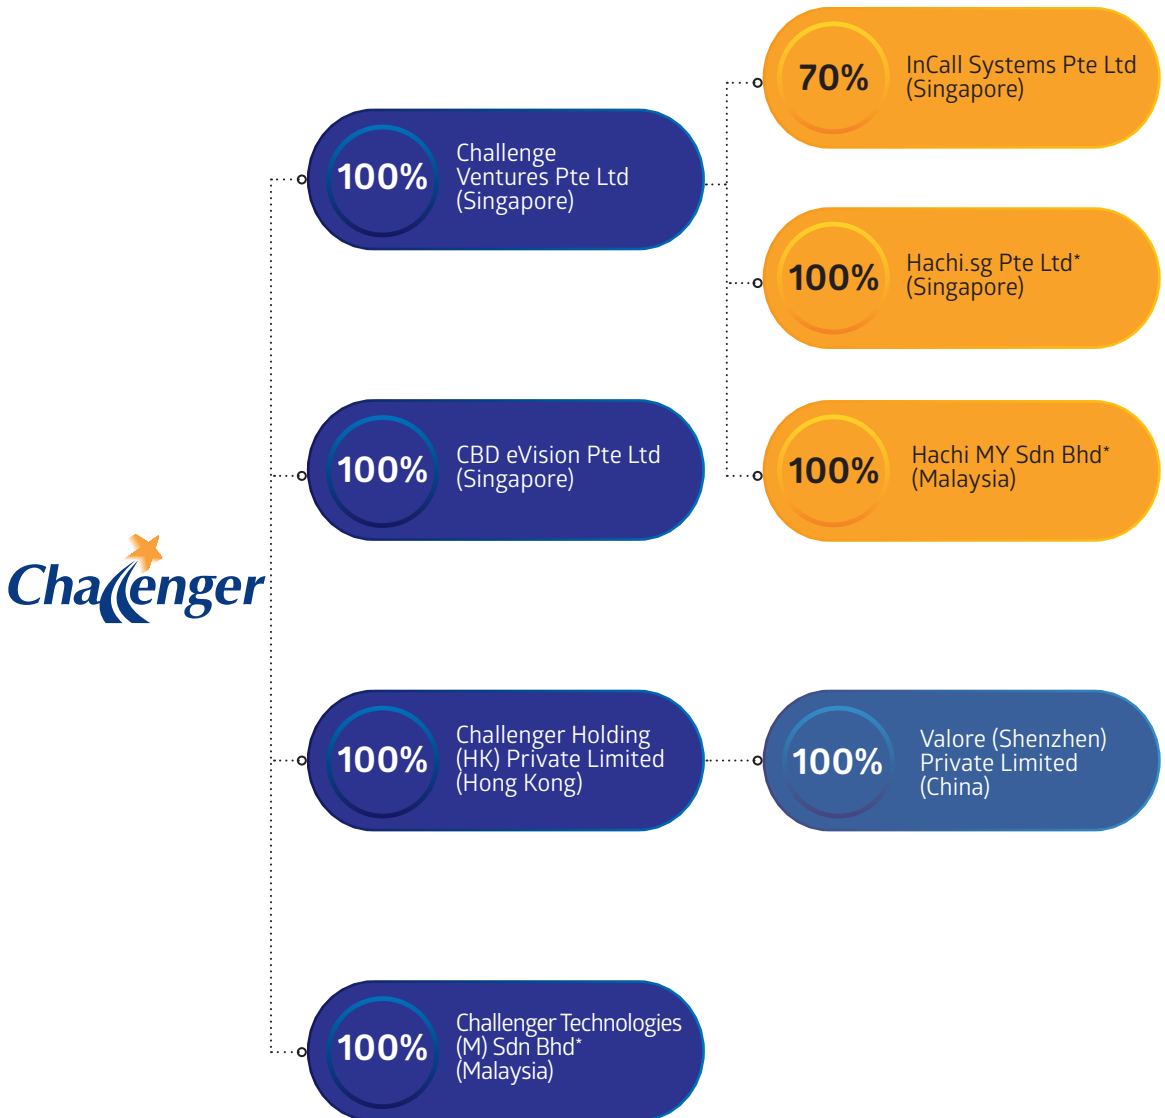 Challenger
100%
Challenge
Ventures Pte Ltd
(Singapore)
70%
InCall Systems Pte Ltd
(Singapore)
100%
Hachi.sg Pte Ltd*
(Singapore)
100%
Hachi MY Sdn Bhd*
(Malaysia)
100%
CBD eVision Pte Ltd
(Singapore)
100%
Challenger Holding
(HK) Private Limited
(Hong Kong)
100%
Valore (Shenzhen)
Private Limited
(China)
100%
Challenger Technologies
(M) Sdn Bhd*
(Malaysia)